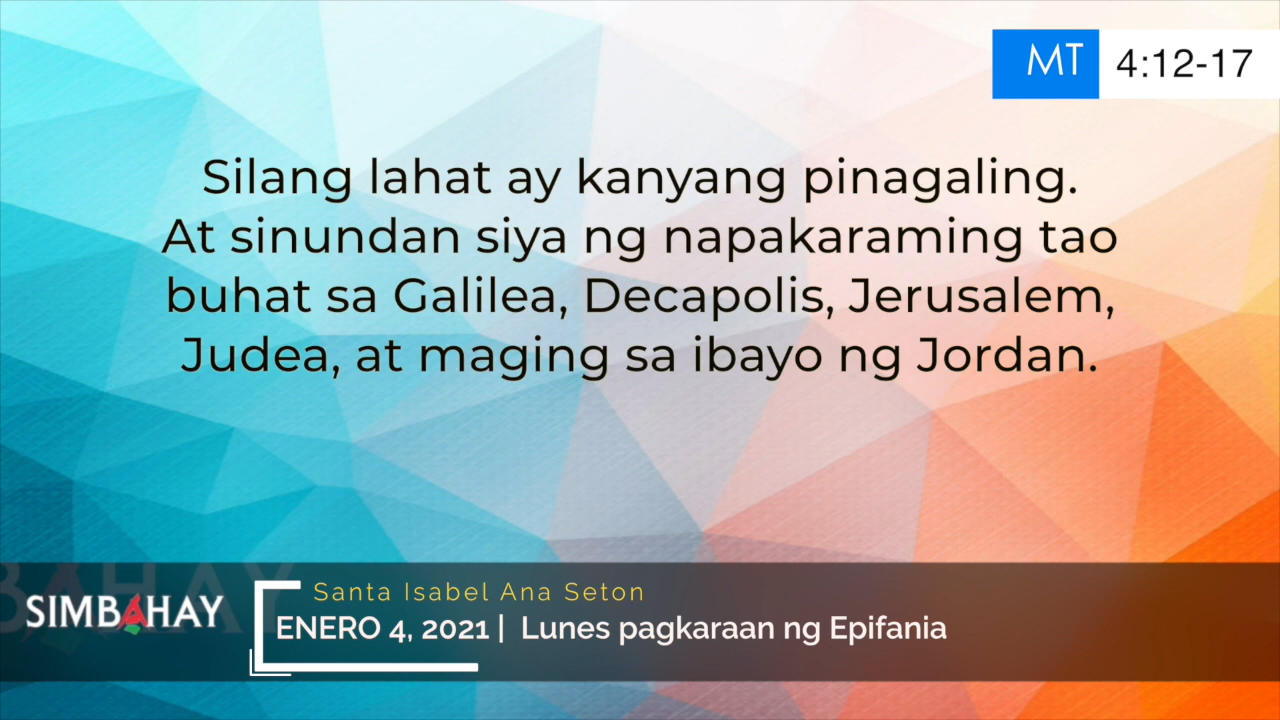 MT 4:12-17
Silang lahat ay kanyang pinagaling.
At sinundan siya ng napakaraming tao
buhat sa Galilea, Decapolis, Jerusalem,
Judea, at maging sa ibayo ng Jordan.
Santa Isabel Ana Seton
SIMBAHAY
ENERO 4, 2021 | Lunes pagkaraan ng Epifania